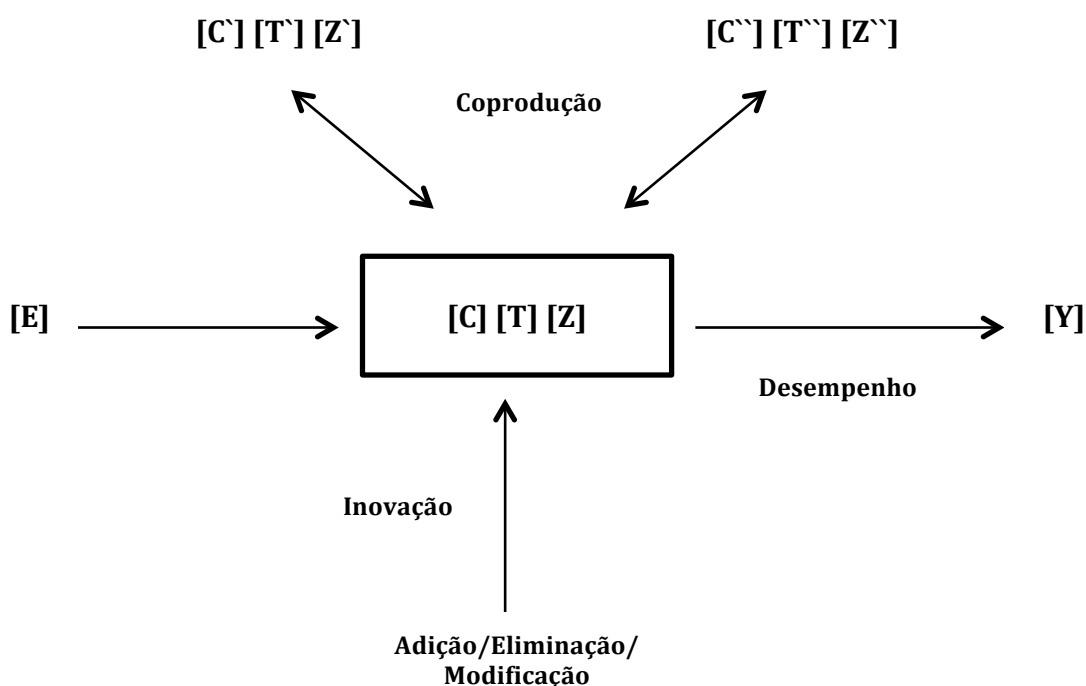 [C`] [T`] [Z`]
[C``] [T``] [Z``]
Coprodução
[E]
[C] [T] [Z]
[Y]
Desempenho
Inovação
Adição/Eliminação/
Modificação